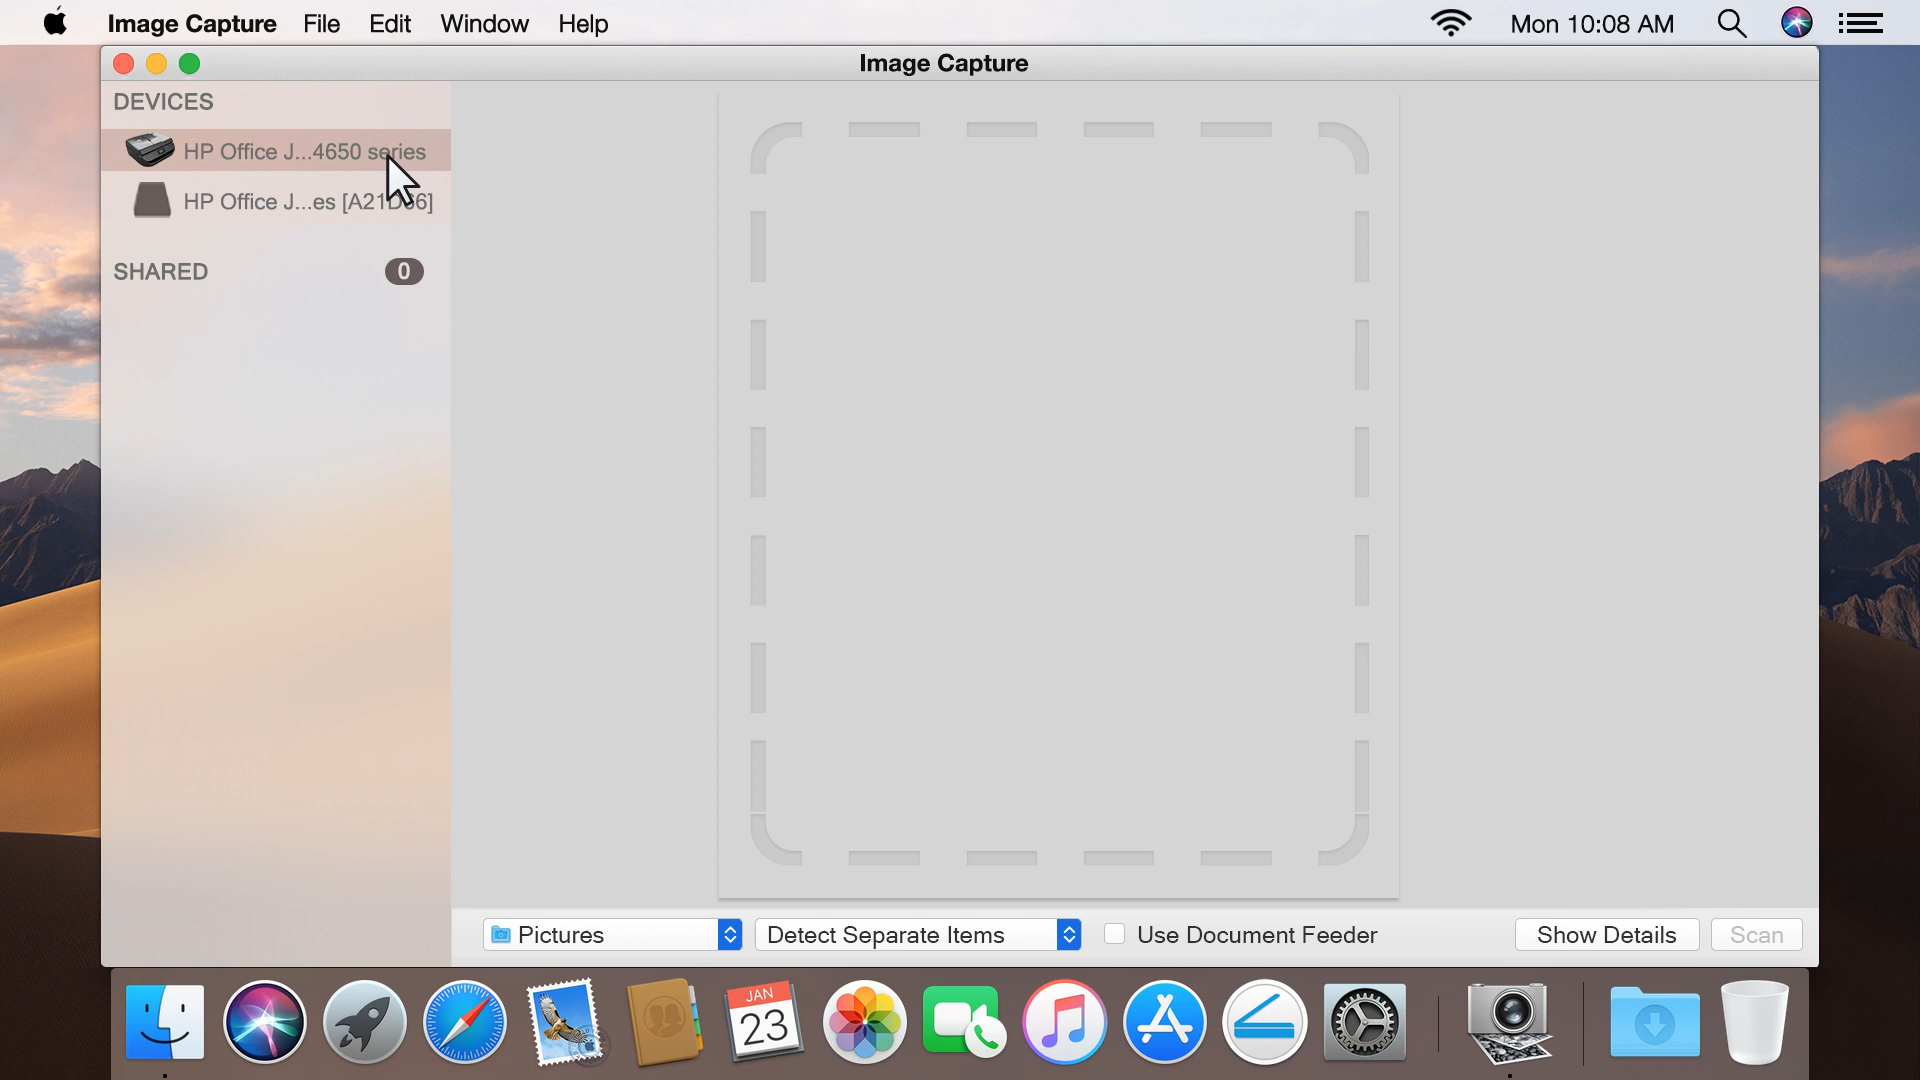 Image Capture File Edit Window Help Mon 10:08 AM
Image Capture
DEVICES
HP Office J...4650 series
HP Office J...es [A21D66]
SHARED 0
Pictures Detect Separate Items Use Document Feeder Show Details Scan
JAN
23